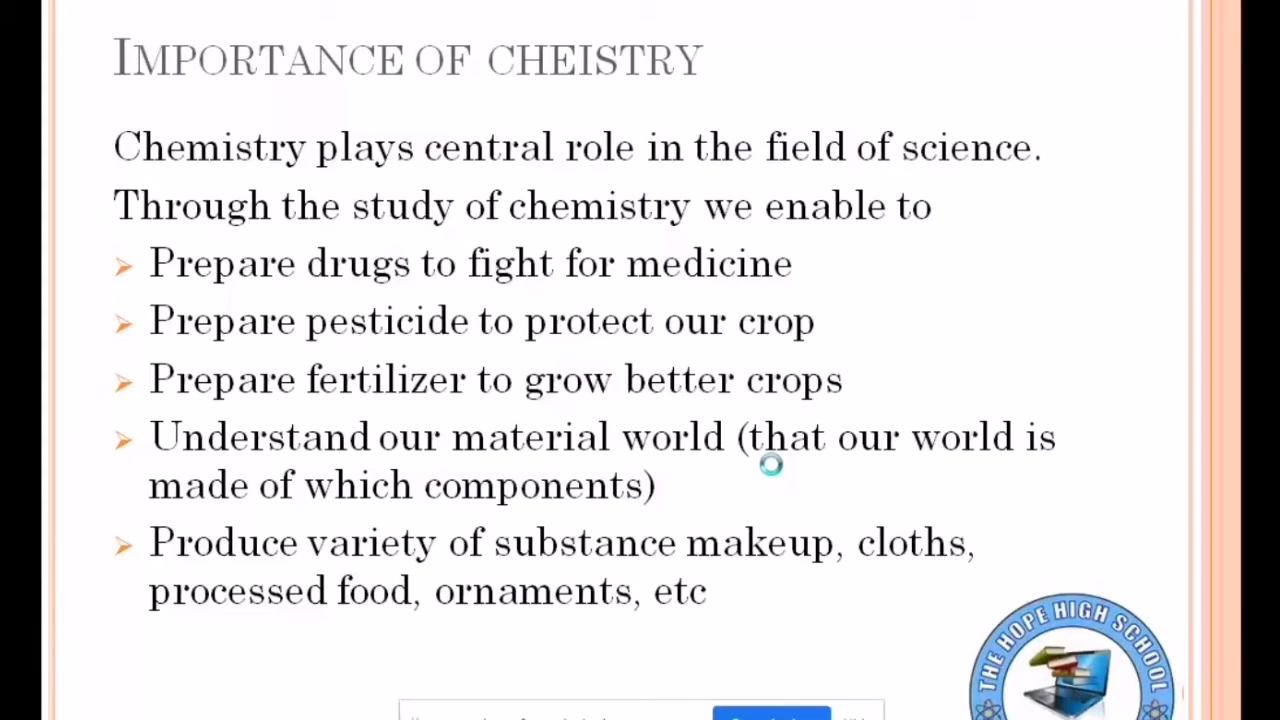 IMPORTANCE OF CHEISTRY
Chemistry plays central role in the field of science.
Through the study of chemistry we enable to
Prepare drugs to fight for medicine
Prepare pesticide to protect our crop
Prepare fertilizer to grow better crops
Understand our material world (that our world is
made of which components)
Produce variety of substance makeup, cloths,
processed food, ornaments, etc
THE HOPE HIGH SCHOOL